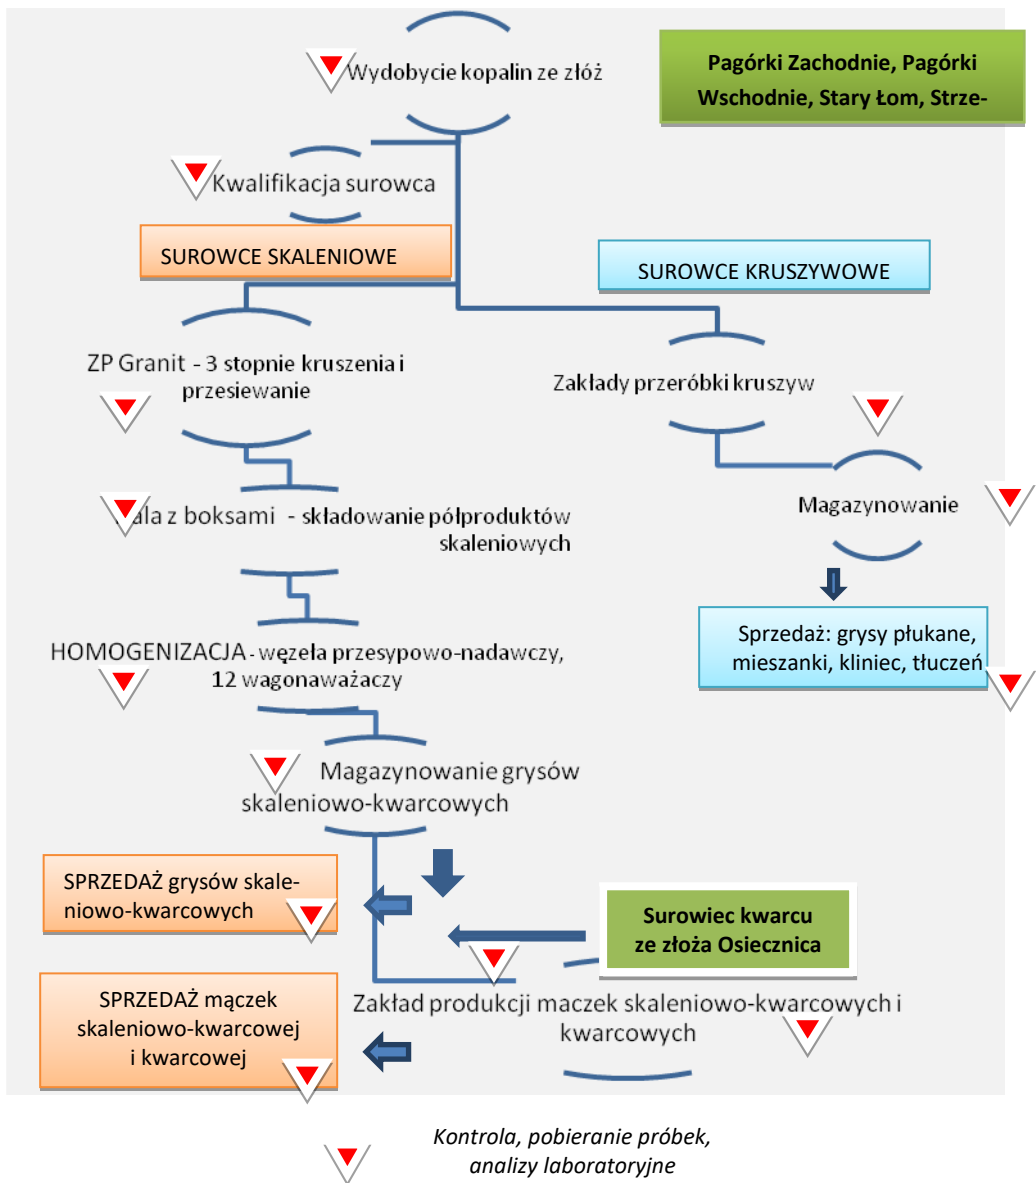 Wydobycie kopalin ze złóż
Pagórki Zachodnie, Pagórki
Wschodnie, Stary Łom, Strze-
Kwalifikacja surowca
SUROWCE SKALENIOWE
SUROWCE KRUSZYWOWE
ZP Granit - 3 stopnie kruszenia i
przesiewanie
Zakłady przeróbki kruszyw
ala z boksami - składowanie półproduktów
skaleniowych
Magazynowanie
HOMOGENIZACJA - węzeła przesypowo-nadawczy,
12 wagonaważaczy
Sprzedaż: grysy płukane,
mieszanki, kliniec, tłuczeń
Magazynowanie grysów
skaleniowo-kwarcowych
SPRZEDAŻ grysów skale-
niowo-kwarcowych
Surowiec kwarcu
ze złoża Osiecznica
SPRZEDAŻ mączek
skaleniowo-kwarcowej
i kwarcowej
Zakład produkcji maczek skaleniowo-kwarcowych i
kwarcowych
Kontrola, pobieranie próbek,
analizy laboratoryjne